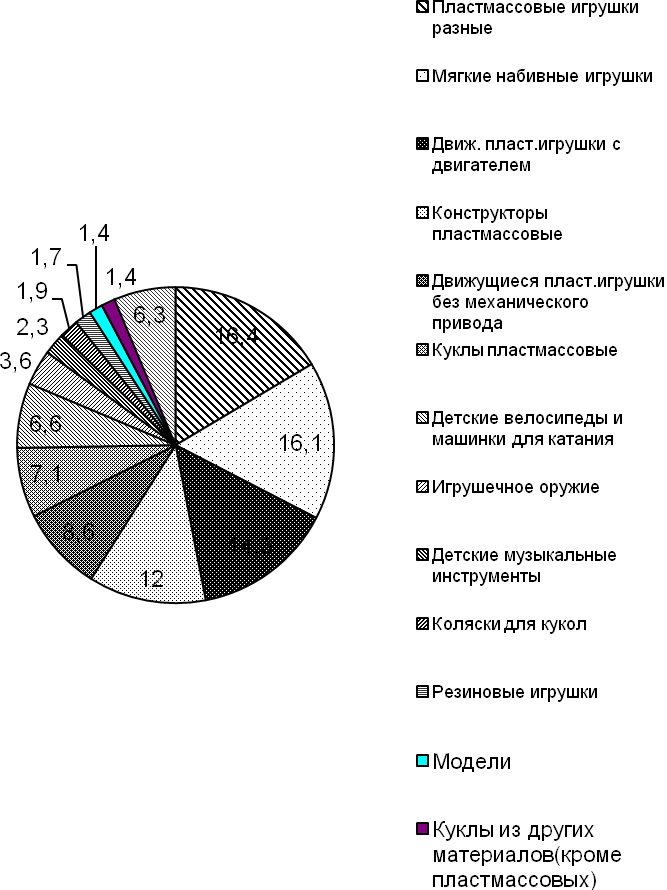 Пластмассовые игрушки
разные
Мягкие набивные игрушки
Движ. пласт.игрушки с
двигателем
Конструкторы
пластмассовые
Движущиеся пласт.игрушки
без механического
привода
Куклы пластмассовые
Детские велосипеды и
машинки для катания
Игрушечное оружие
Детские музыкальные
инструменты
Коляски для кукол
Резиновые игрушки
Модели
Куклы из других
материалов(кроме
пластмассовых)
1,4
1,7
1,4
1,9
6,3
2,3
16,4
3,6
6,6
16,1
7,1
8,6
12